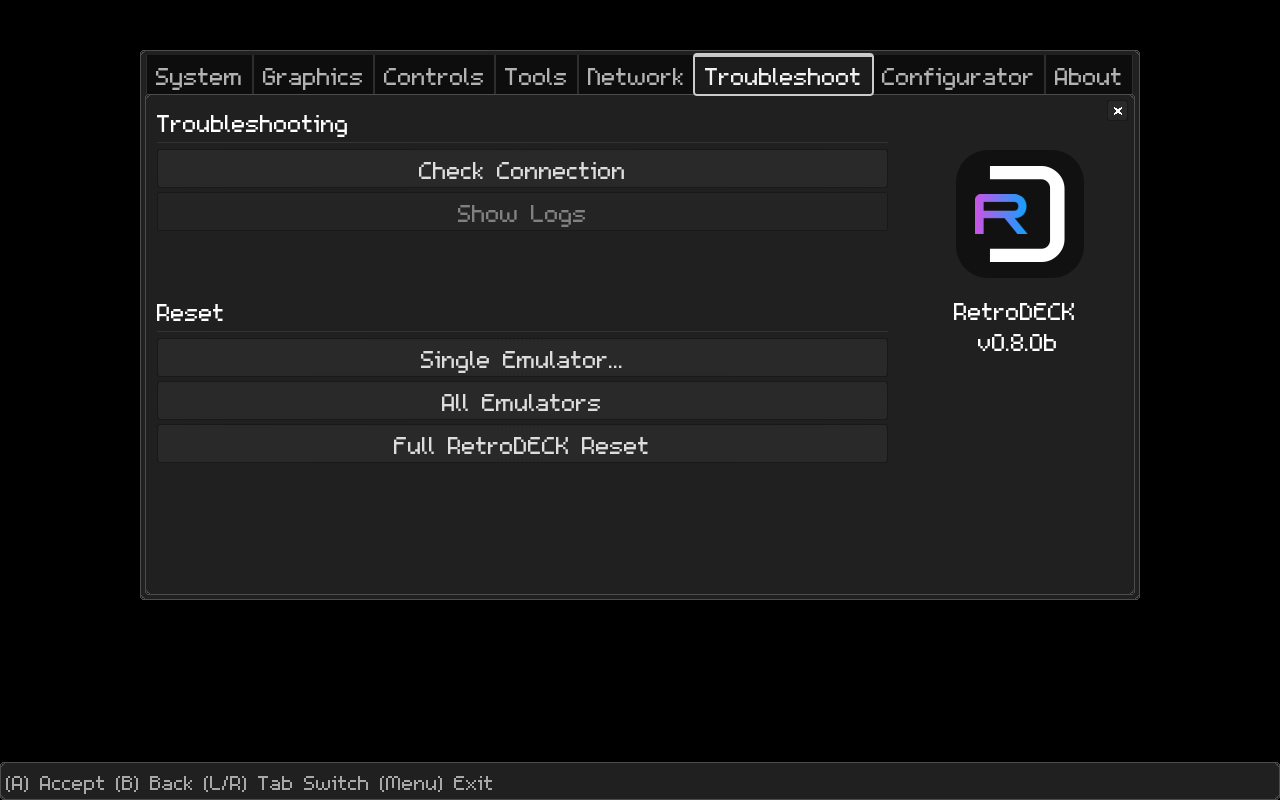 System Graphics Controls Tools Network Troubleshoot Configurator About
Troubleshooting
Check Connection
Show Logs
Reset
Single Emulator...
All Emulators
Full RetroDECK Reset
RD
RetroDECK
v0.8.0b
(A) Accept (B) Back (L/R) Tab Switch (Menu) Exit